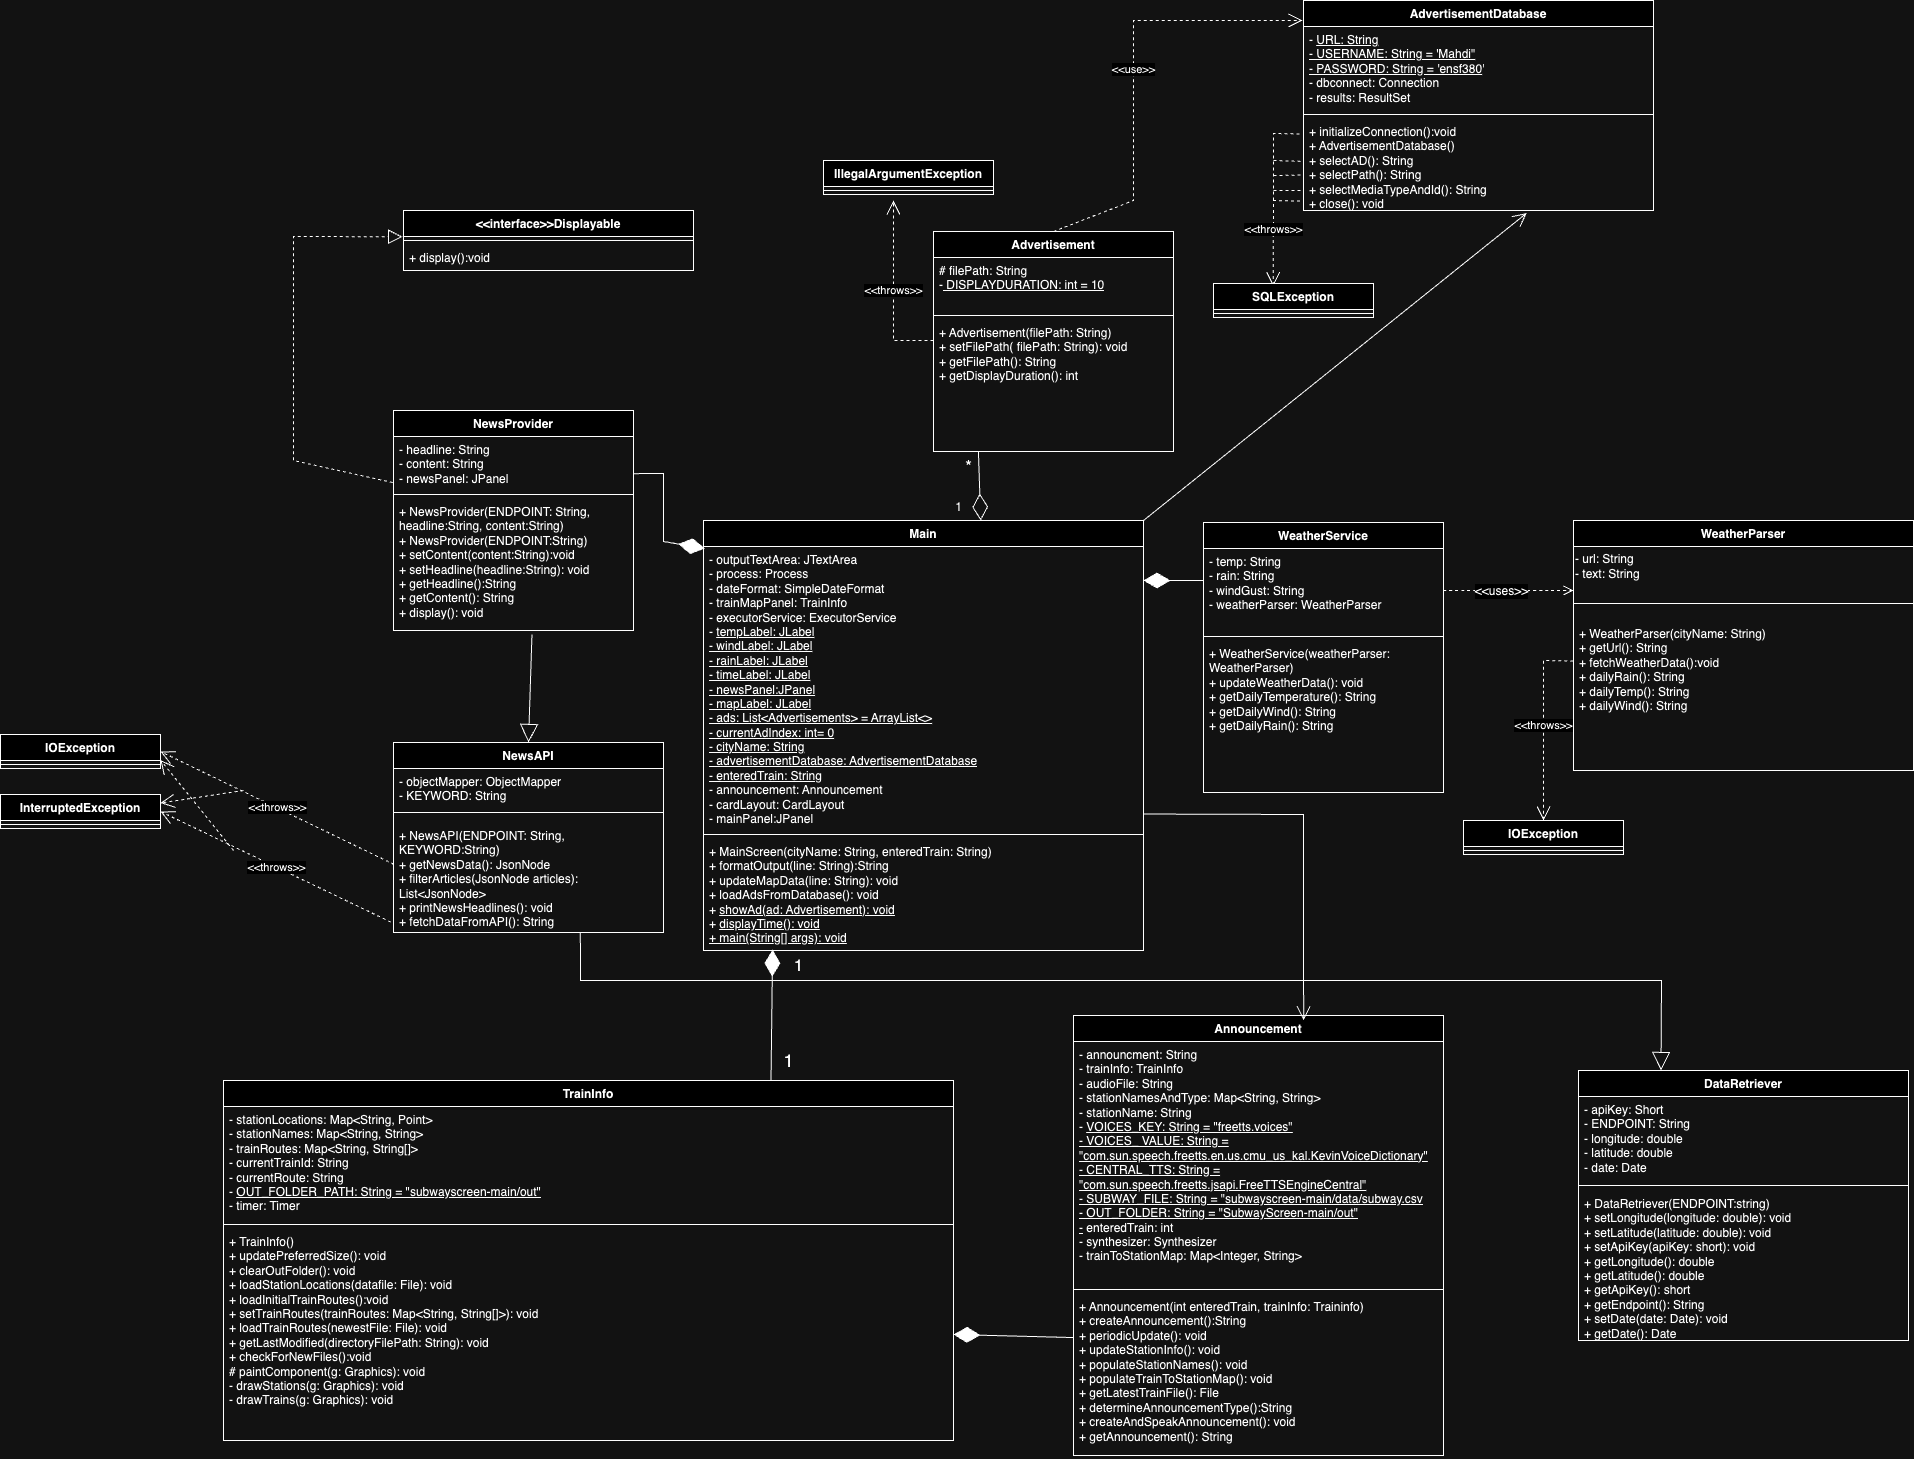 AdvertisementDatabase
- URL: String
- USERNAME: String = 'Mahdi"
- PASSWORD: String = 'ensf380'
- dbconnect: Connection
- results: ResultSet
+ initializeConnection():void
+ AdvertisementDatabase()
+ selectAD(): String
+ selectPath(): String
+ selectMediaTypeAndId(): String
+ close(): void
<<use>>
<<throws>>
SQLException
IllegalArgumentException
<<throws>>
<<interface>>Displayable
+ display():void
Advertisement
# filePath: String
- DISPLAYDURATION: int = 10
+ Advertisement(filePath: String)
+ setFilePath( filePath: String): void
+ getFilePath(): String
+ getDisplayDuration(): int
*
1
NewsProvider
- headline: String
- content: String
- newsPanel: JPanel
+ NewsProvider(ENDPOINT: String,
headline:String, content:String)
+ NewsProvider(ENDPOINT:String)
+ setContent(content:String):void
+ setHeadline(headline:String): void
+ getHeadline():String
+ getContent(): String
+ display(): void
Main
- outputTextArea: JTextArea
- process: Process
- dateFormat: SimpleDateFormat
- trainMapPanel: TrainInfo
- executorService: ExecutorService
- tempLabel: JLabel
- windLabel: JLabel
- rainLabel: JLabel
- timeLabel: JLabel
- newsPanel:JPanel
- mapLabel: JLabel
- ads: List<Advertisements> = ArrayList<>
- currentAdIndex: int= 0
- cityName: String
- advertisementDatabase: AdvertisementDatabase
- enteredTrain: String
- announcement: Announcement
- cardLayout: CardLayout
- mainPanel:JPanel
+ MainScreen(cityName: String, enteredTrain: String)
+ formatOutput(line: String):String
+ updateMapData(line: String): void
+ loadAdsFromDatabase(): void
+ showAd(ad: Advertisement): void
+ displayTime(): void
+ main(String[] args): void
1
1
WeatherService
- temp: String
- rain: String
- windGust: String
- weatherParser: WeatherParser
+ WeatherService(weatherParser:
WeatherParser)
+ updateWeatherData(): void
+ getDailyTemperature(): String
+ getDailyWind(): String
+ getDailyRain(): String
<<uses>>
WeatherParser
- url: String
- text: String
+ WeatherParser(cityName: String)
+ getUrl(): String
+ fetchWeatherData():void
+ dailyRain(): String
+ dailyTemp(): String
+ dailyWind(): String
<<throws>>
IOException
IOException
InterruptedException
<<throws>>
<<throws>>
NewsAPI
- objectMapper: ObjectMapper
- KEYWORD: String
+ NewsAPI(ENDPOINT: String,
KEYWORD:String)
+ getNewsData(): JsonNode
+ filterArticles(JsonNode articles):
List<JsonNode>
+ printNewsHeadlines(): void
+ fetchDataFromAPI(): String
TrainInfo
- stationLocations: Map<String, Point>
- stationNames: Map<String, String>
- trainRoutes: Map<String, String[]>
- currentTrainId: String
- currentRoute: String
- OUT_FOLDER_PATH: String = "subwayscreen-main/out"
- timer: Timer
+ TrainInfo()
+ updatePreferredSize(): void
+ clearOutFolder(): void
+ loadStationLocations(datafile: File): void
+ loadInitialTrainRoutes():void
+ setTrainRoutes(trainRoutes: Map<String, String[]>): void
+ loadTrainRoutes(newestFile: File): void
+ getLastModified(directoryFilePath: String): void
+ checkForNewFiles():void
# paintComponent(g: Graphics): void
- drawStations(g: Graphics): void
- drawTrains(g: Graphics): void
Announcement
- announcment: String
- trainInfo: TrainInfo
- audioFile: String
- stationNamesAndType: Map<String, String>
- stationName: String
- VOICES_KEY: String = "freetts.voices"
- VOICES_ VALUE: String =
"com.sun.speech.freetts.en.us.cmu_us_kal.KevinVoiceDictionary"
- CENTRAL_TTS: String =
"com.sun.speech.freetts.jsapi.FreeTTSEngineCentral"
- SUBWAY_FILE: String = "subwayscreen-main/data/subway.csv
- OUT_FOLDER: String = "SubwayScreen-main/out"
- enteredTrain: int
- synthesizer: Synthesizer
- trainToStationMap: Map<Integer, String>
+ Announcement(int enteredTrain, trainInfo: Traininfo)
+ createAnnouncement():String
+ periodicUpdate(): void
+ updateStationInfo(): void
+ populateStationNames(): void
+ populateTrainToStationMap(): void
+ getLatestTrainFile(): File
+ determineAnnouncementType():String
+ createAndSpeakAnnouncement(): void
+ getAnnouncement(): String
DataRetriever
- apiKey: Short
- ENDPOINT: String
- longitude: double
- latitude: double
- date: Date
+ DataRetriever(ENDPOINT:string)
+ setLongitude(longitude: double): void
+ setLatitude(latitude: double): void
+ setApiKey(apiKey: short): void
+ getLongitude(): double
+ getLatitude(): double
+ getApiKey(): short
+ getEndpoint(): String
+ setDate(date: Date): void
+ getDate(): Date